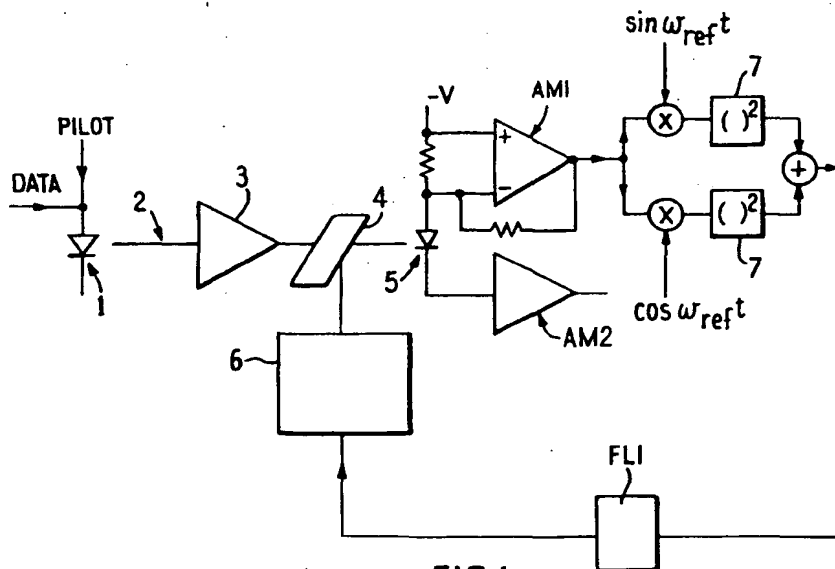 sin ω_ref t
7
( )²
-V
AM1
PILOT
DATA
+
-
X
+
2
3
4
1
5
X
( )²
7
cos ω_ref t
AM2
6
FL1